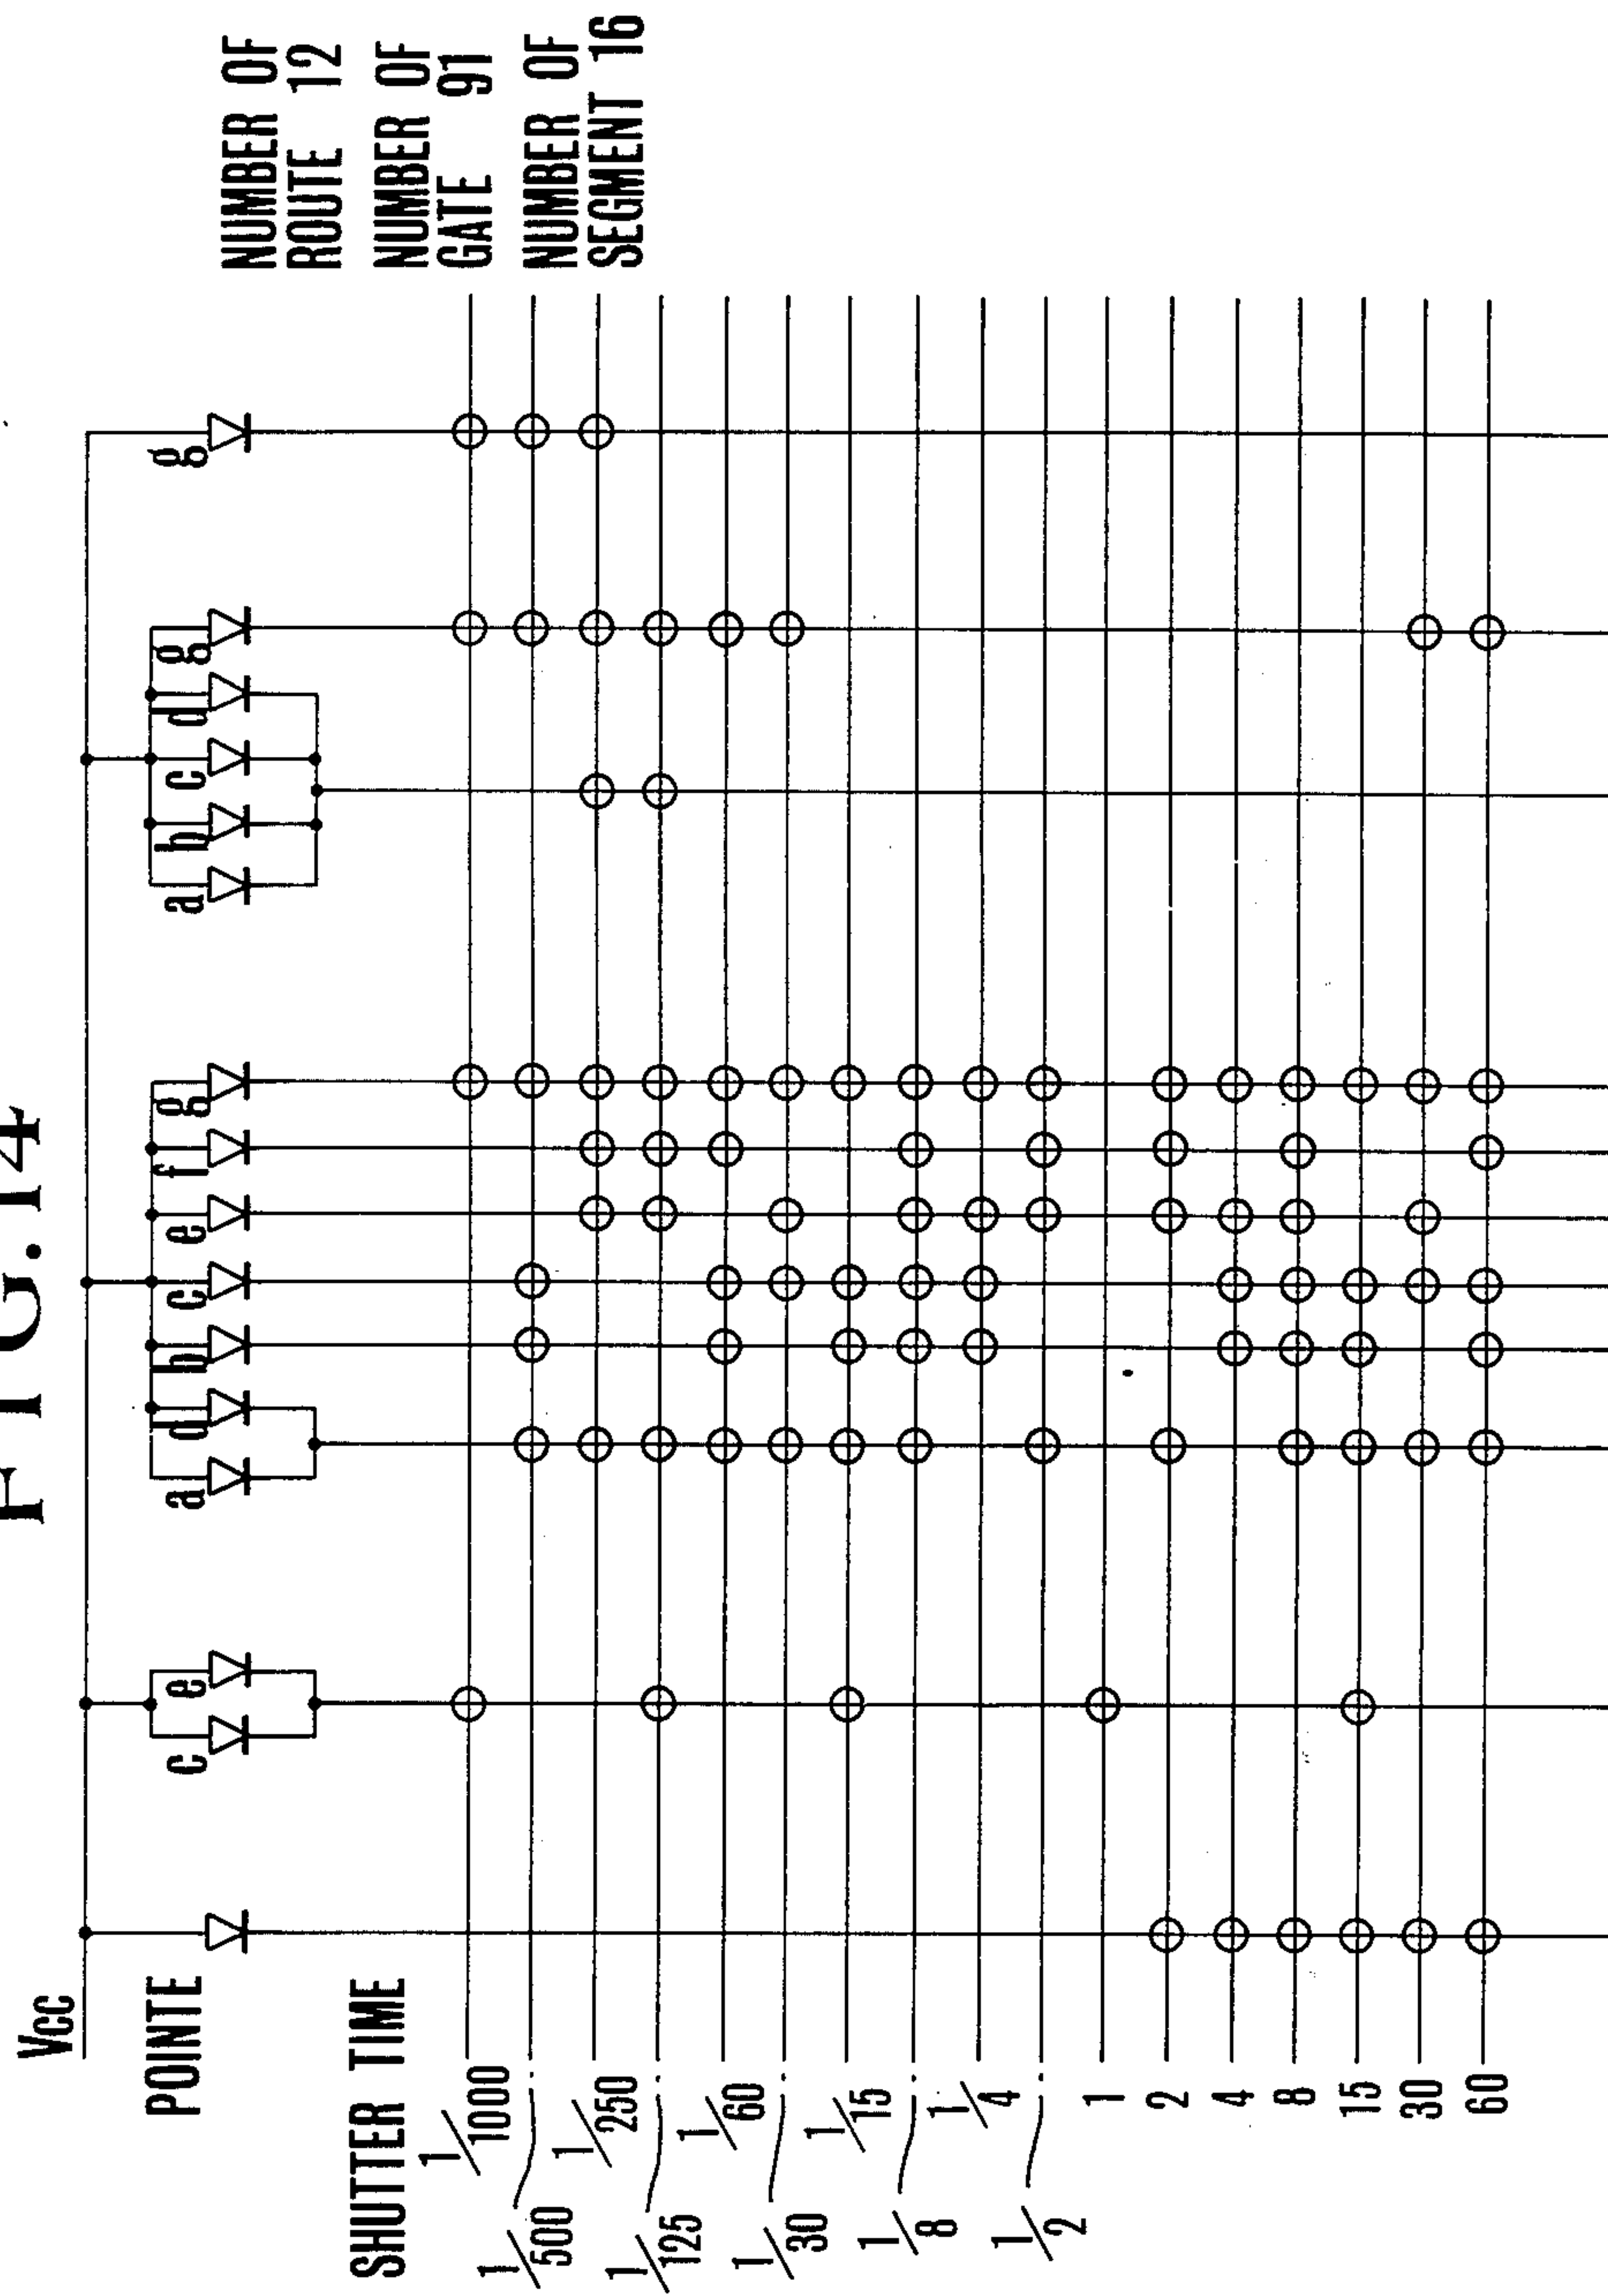 FIG.14
Vcc
POINTE
c e
a d b c e f g
a b c d g
g
SHUTTER TIME
NUMBER OF
ROUTE 12
NUMBER OF
GATE 91
NUMBER OF
SEGMENT 16
1/1000
1/500
1/250
1/125
1/60
1/30
1/15
1/8
1/4
1/2
1
2
4
8
15
30
60